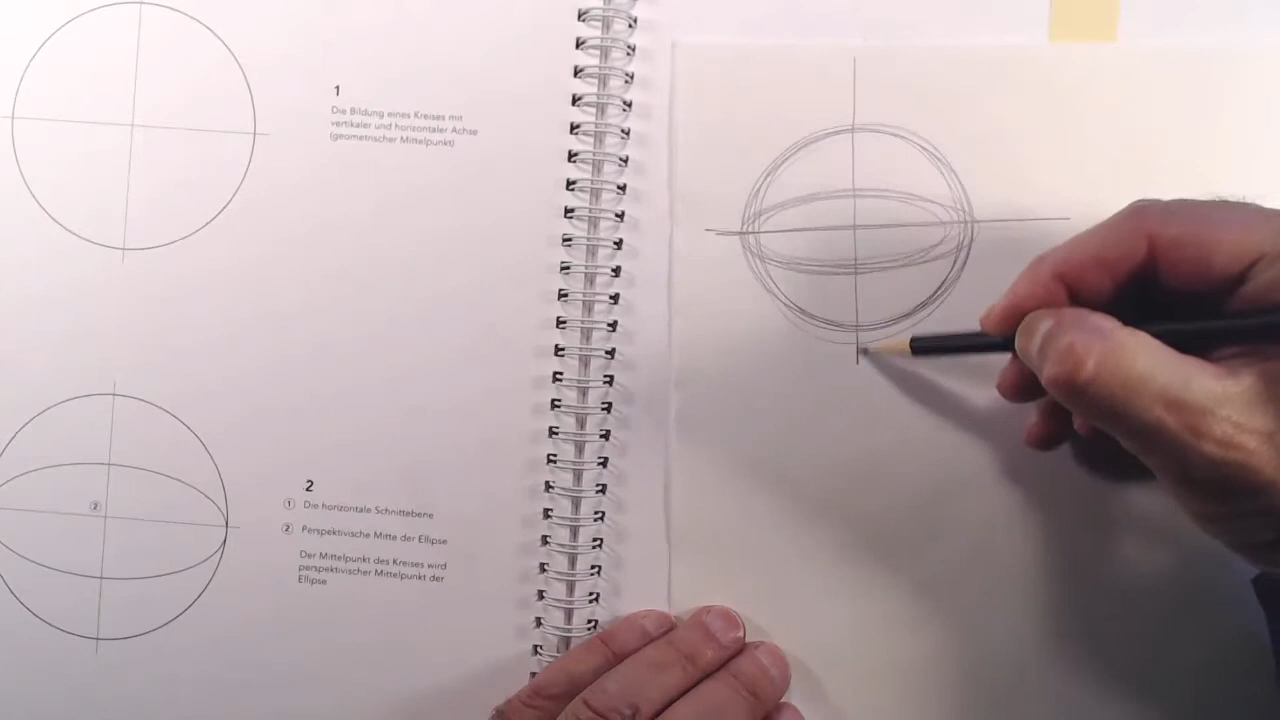 1
Die Bildung eines Kreises mit
vertikaler und horizontaler Achse
(geometrischer Mittelpunkt)
2
① Die horizontale Schnittebene
② Perspektivische Mitte der Ellipse
Der Mittelpunkt des Kreises wird
perspektivischer Mittelpunkt der
Ellipse
②